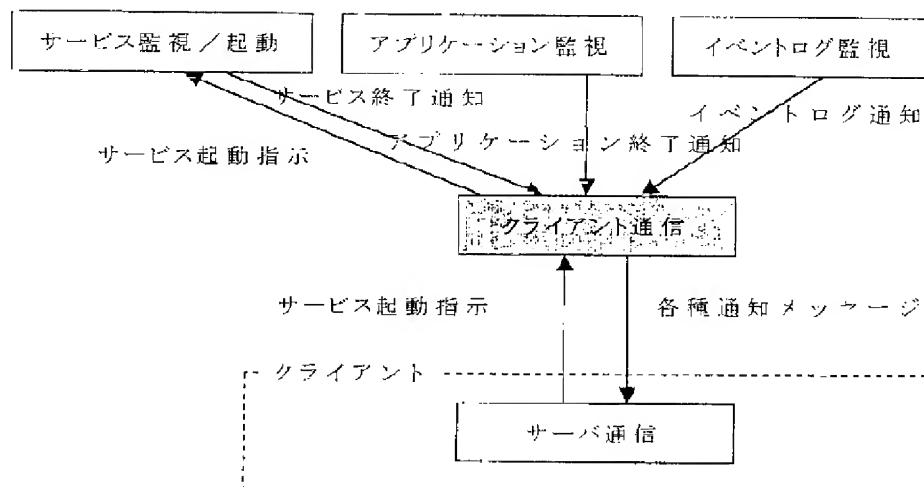 サービス監視／起動
アプリケーション監視
イベントログ監視
サービス終了通知
イベントログ通知
アプリケーション終了通知
サービス起動指示
クライアント通信
サービス起動指示
各種通知メッセージ
クライアント
サーバ通信